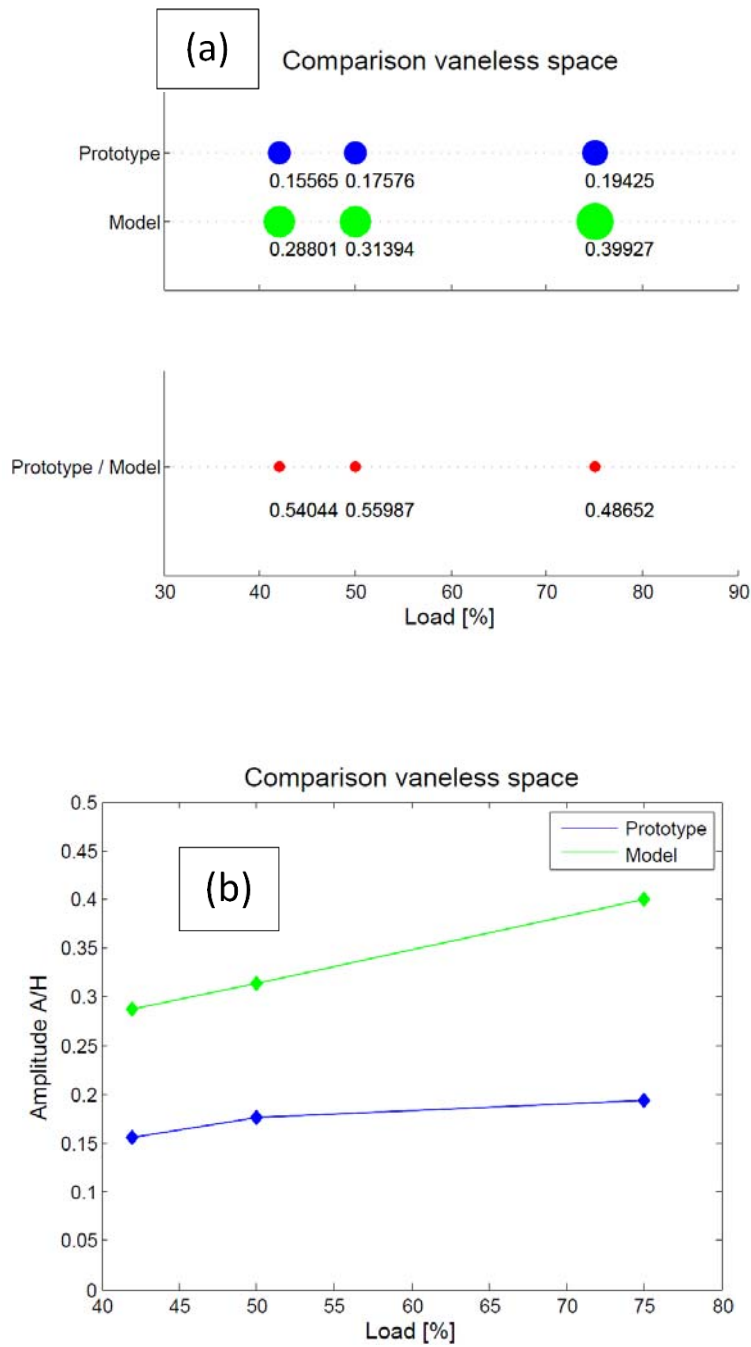 (a)
Comparison vaneless space
Prototype
0.15565 0.17576 0.19425
Model
0.28801 0.31394 0.39927
Prototype / Model
0.54044 0.55987 0.48652
30 40 50 60 70 80 90
Load [%]
Comparison vaneless space
(b)
Prototype
Model
0.5
0.45
0.4
0.35
0.3
0.25
0.2
0.15
0.1
0.05
0
Amplitude A/H
40 45 50 55 60 65 70 75 80
Load [%]